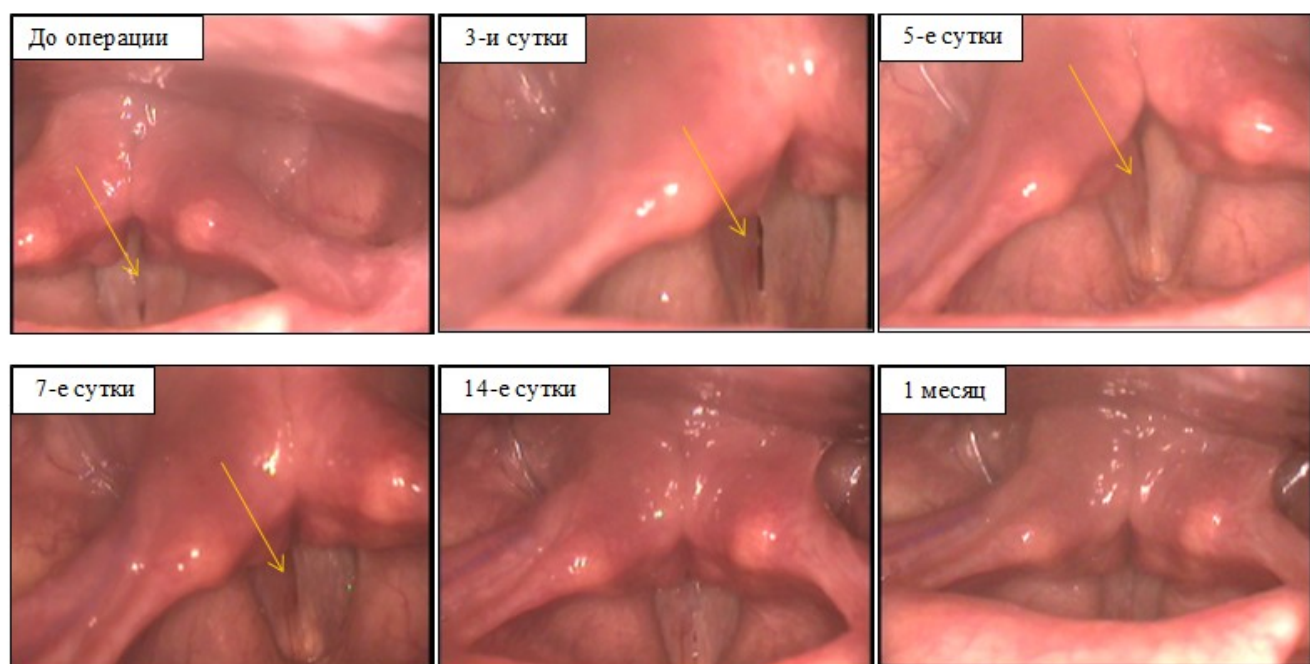 До операции
3-и сутки
5-е сутки
7-е сутки
14-е сутки
1 месяц